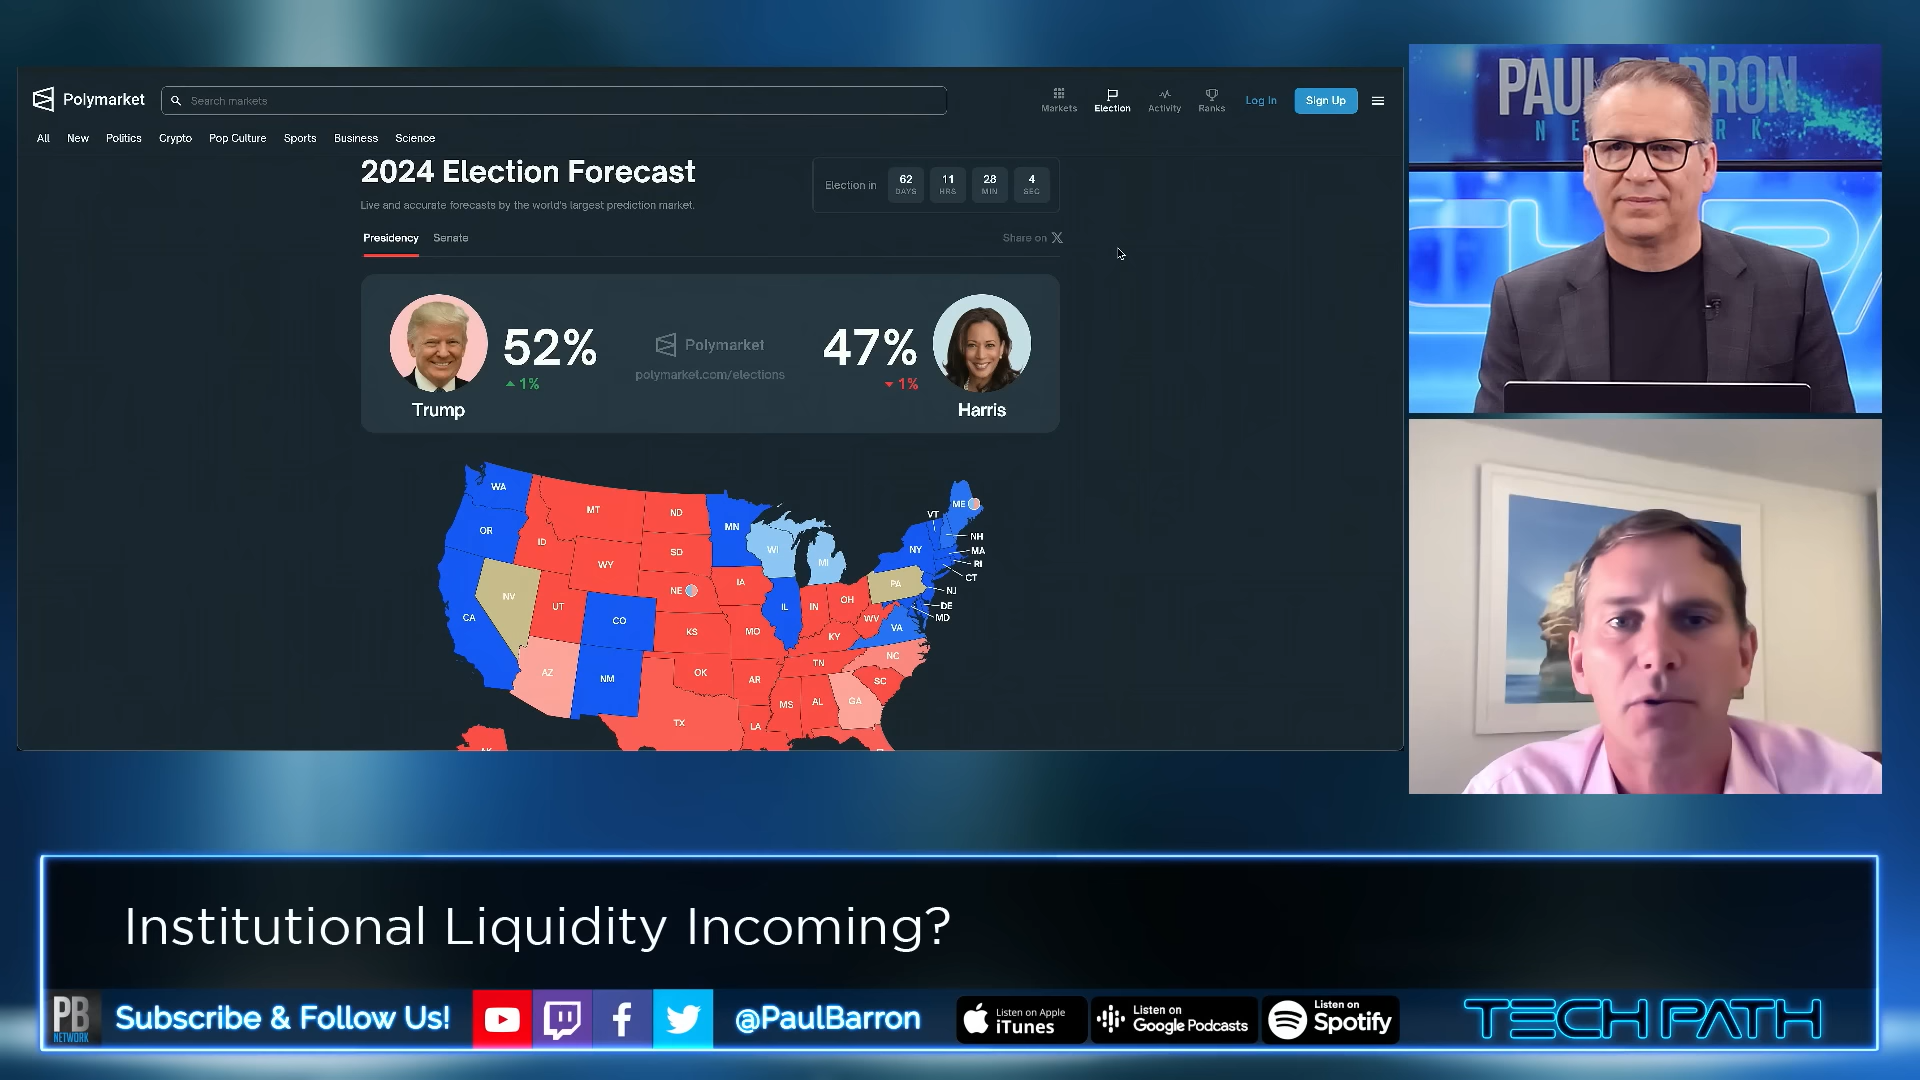 Polymarket
Search markets
Markets
Election
Activity
Ranks
Log In
Sign Up
All New Politics Crypto Pop Culture Sports Business Science
2024 Election Forecast
Live and accurate forecasts by the world's largest prediction market.
Election in
62 DAYS
11 HRS
28 MIN
4 SEC
Presidency Senate
Share on X
52%
1%
Trump
Polymarket
polymarket.com/elections
47%
1%
Harris
WA
MT
ND
MN
ME
VT
OR
ID
SD
WI
MI
NY
NH
MA
WY
RI
CT
NV
UT
NE
IA
PA
NJ
CA
CO
IL
IN
OH
DE
MD
KS
MO
WV
VA
KY
AZ
NM
OK
AR
TN
NC
SC
TX
LA
MS
AL
GA
AK
PAUL BARRON
NETWORK
Institutional Liquidity Incoming?
PB
NETWORK
Subscribe & Follow Us!
@PaulBarron
Listen on Apple
iTunes
Listen on
Google Podcasts
Listen on
Spotify
TECH PATH